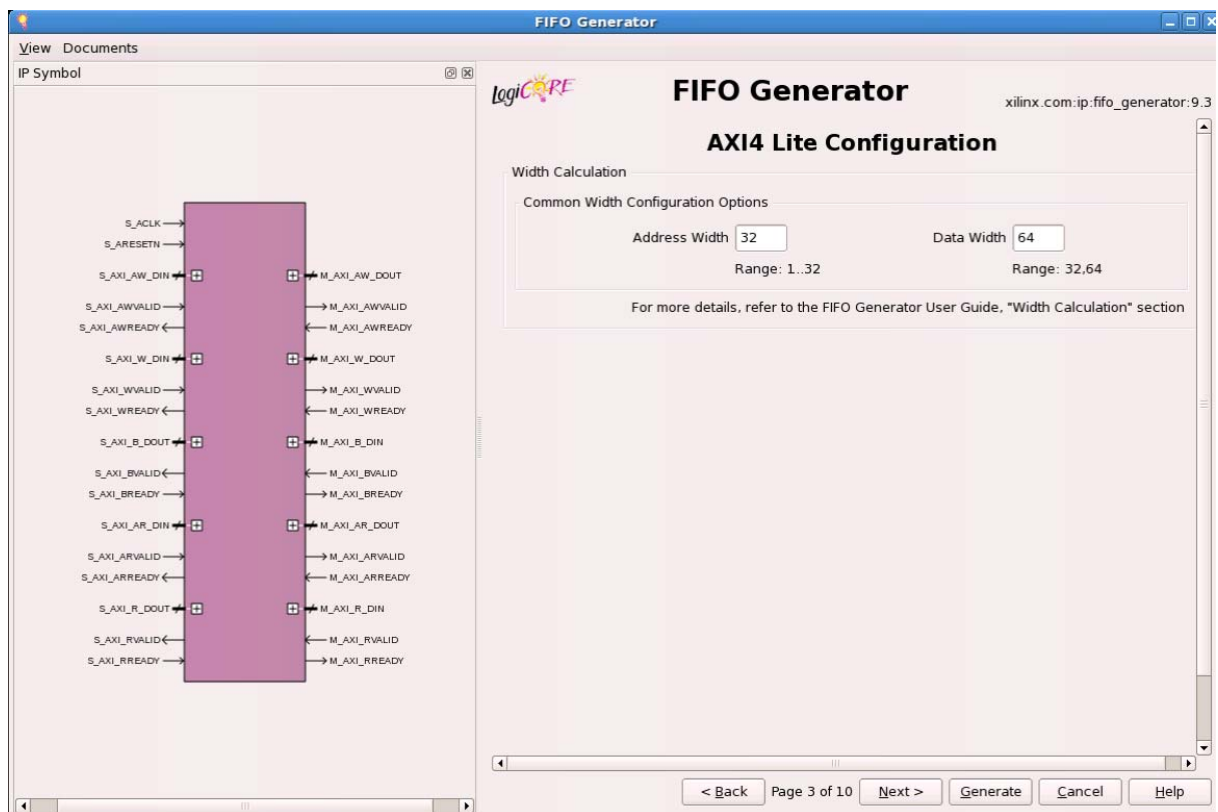 FIFO Generator
View Documents
IP Symbol
S_ACLK
S_ARESETN
S_AXI_AW_DIN
M_AXI_AW_DOUT
S_AXI_AWVALID
M_AXI_AWVALID
S_AXI_AWREADY
M_AXI_AWREADY
S_AXI_W_DIN
M_AXI_W_DOUT
S_AXI_WVALID
M_AXI_WVALID
S_AXI_WREADY
M_AXI_WREADY
S_AXI_B_DOUT
M_AXI_B_DIN
S_AXI_BVALID
M_AXI_BVALID
S_AXI_BREADY
M_AXI_BREADY
S_AXI_AR_DIN
M_AXI_AR_DOUT
S_AXI_ARVALID
M_AXI_ARVALID
S_AXI_ARREADY
M_AXI_ARREADY
S_AXI_R_DOUT
M_AXI_R_DIN
S_AXI_RVALID
M_AXI_RVALID
S_AXI_RREADY
M_AXI_RREADY
LogiCORE
FIFO Generator
xilinx.com:ip:fifo_generator:9.3
AXI4 Lite Configuration
Width Calculation
Common Width Configuration Options
Address Width 32
Data Width 64
Range: 1..32
Range: 32,64
For more details, refer to the FIFO Generator User Guide, "Width Calculation" section
< Back Page 3 of 10 Next > Generate Cancel Help